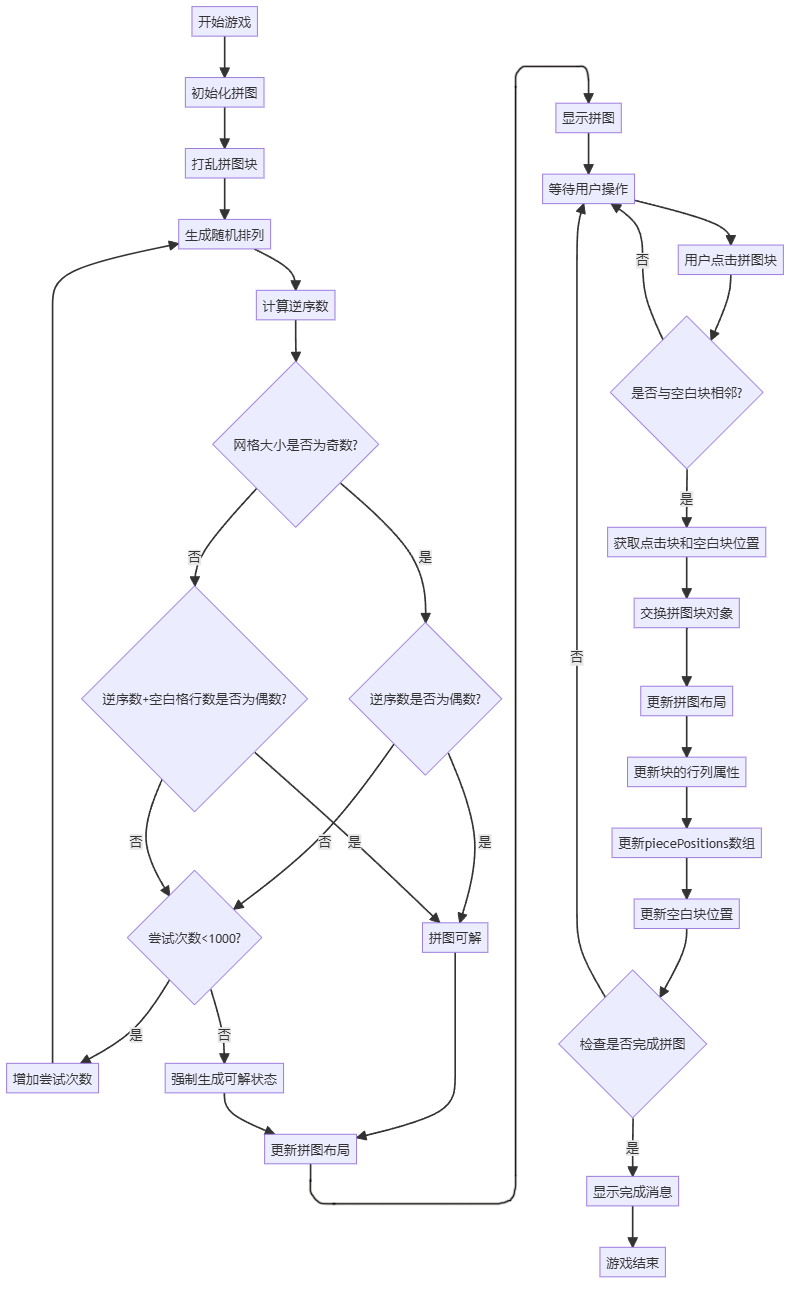 开始游戏
初始化拼图
打乱拼图块
生成随机排列
计算逆序数
网格大小是否为奇数?
否
是
逆序数+空白格行数是否为偶数?
逆序数是否为偶数?
否
否
是
是
尝试次数<1000?
拼图可解
是
否
增加尝试次数
强制生成可解状态
更新拼图布局
显示拼图
等待用户操作
否
用户点击拼图块
是否与空白块相邻?
是
获取点击块和空白块位置
交换拼图块对象
否
更新拼图布局
更新块的行列属性
更新piecePositions数组
更新空白块位置
检查是否完成拼图
是
显示完成消息
游戏结束